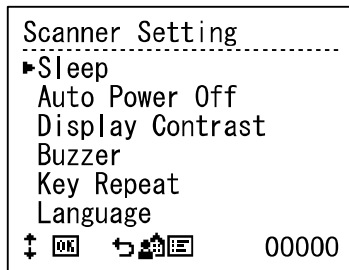 Scanner Setting
Sleep
Auto Power Off
Display Contrast
Buzzer
Key Repeat
Language
OK 00000